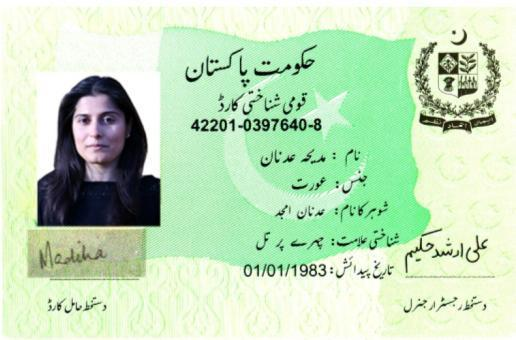 حکومت پاکستان
قومی شناختی کارڈ
42201-0397640-8
نام : مدیحہ عدنان
جنس: عورت
شوہر کا نام: عدنان امجد
شناختی علامت: چہرے پر تل
تاریخ پیدائش: 01/01/1983
Madiha
علی ارشد حکیم
دستخط حامل کارڈ
دستخط رجسٹرار جنرل